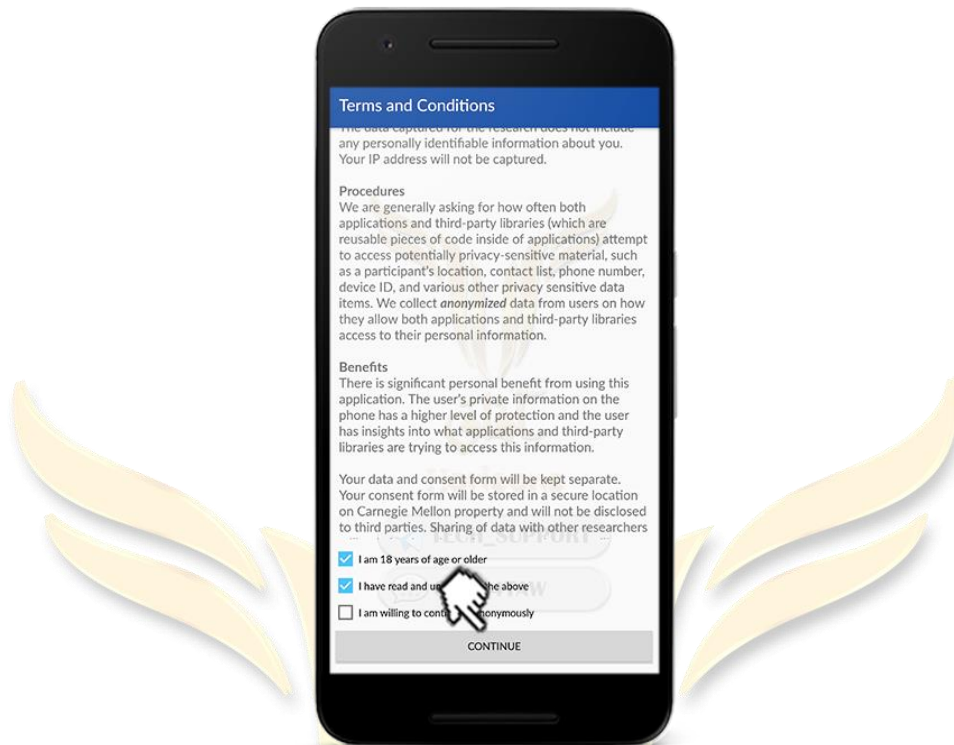 Terms and Conditions
The data captured for the research does not include
any personally identifiable information about you.
Your IP address will not be captured.
Procedures
We are generally asking for how often both
applications and third-party libraries (which are
reusable pieces of code inside of applications) attempt
to access potentially privacy-sensitive material, such
as a participant's location, contact list, phone number,
device ID, and various other privacy sensitive data
items. We collect anonymized data from users on how
they allow both applications and third-party libraries
access to their personal information.
Benefits
There is significant personal benefit from using this
application. The user's private information on the
phone has a higher level of protection and the user
has insights into what applications and third-party
libraries are trying to access this information.
Your data and consent form will be kept separate.
Your consent form will be stored in a secure location
on Carnegie Mellon property and will not be disclosed
to third parties. Sharing of data with other researchers
TECH_SUPPORT
I am 18 years of age or older
I have read and the above
I am willing to
CONTINUE